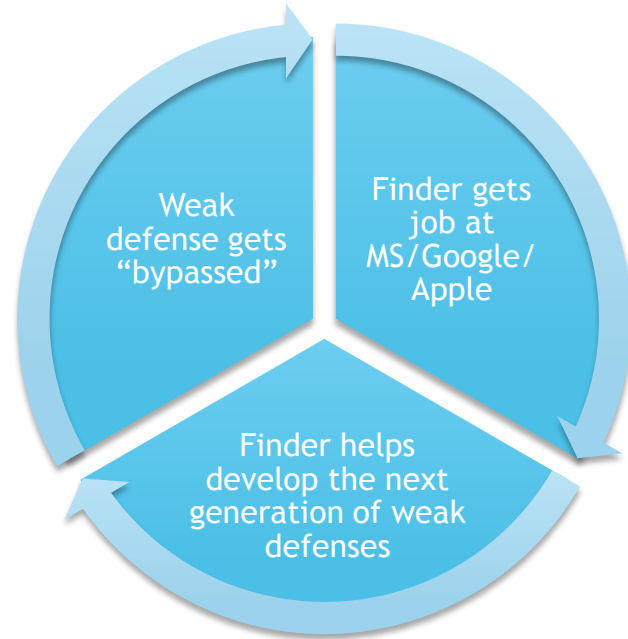 Weak
defense gets
“bypassed”
Finder gets
job at
MS/Google/
Apple
Finder helps
develop the next
generation of weak
defenses